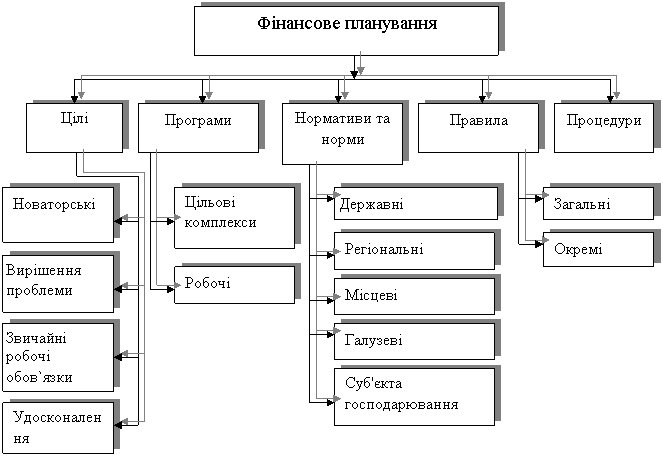 Фінансове планування
Цілі
Програми
Нормативи та
норми
Правила
Процедури
Новаторські
Вирішення
проблеми
Звичайні
робочі
обов`язки
Удосконален
ня
Цільові
комплекси
Робочі
Державні
Регіональні
Місцеві
Галузеві
Суб'єкта
господарювання
Загальні
Окремі